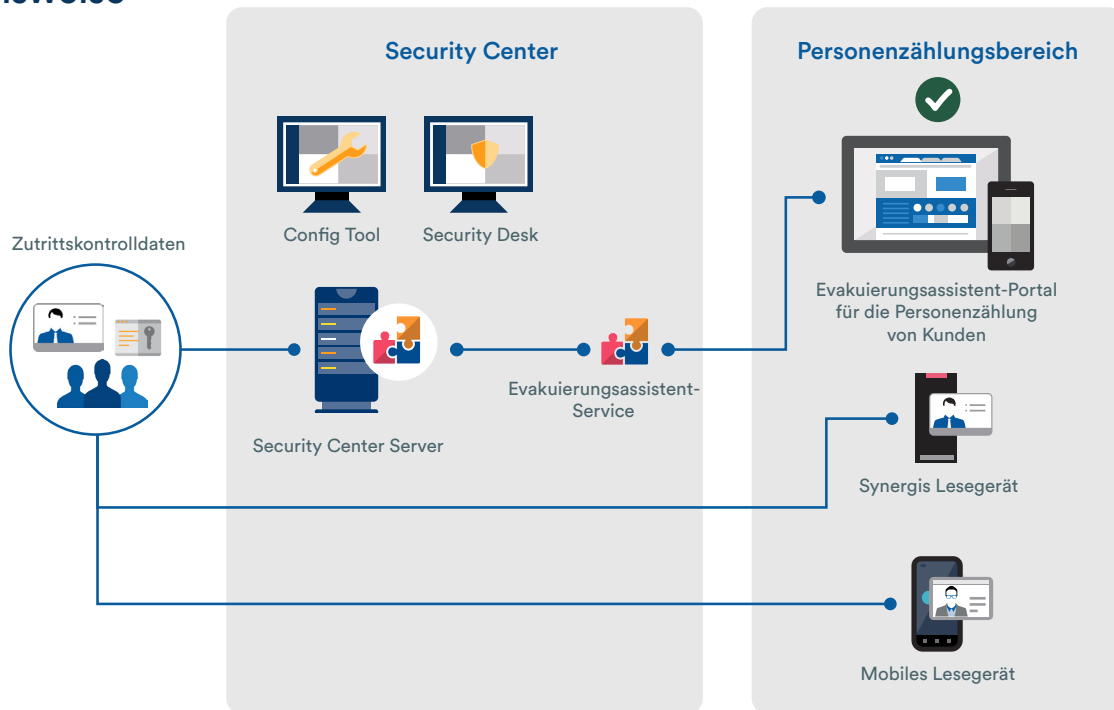 Security Center
Personenzählungsbereich
Config Tool
Security Desk
Zutrittskontrolldaten
Evakuierungsassistent-Portal
für die Personenzählung
von Kunden
Evakuierungsassistent-
Service
Security Center Server
Synergis Lesegerät
Mobiles Lesegerät